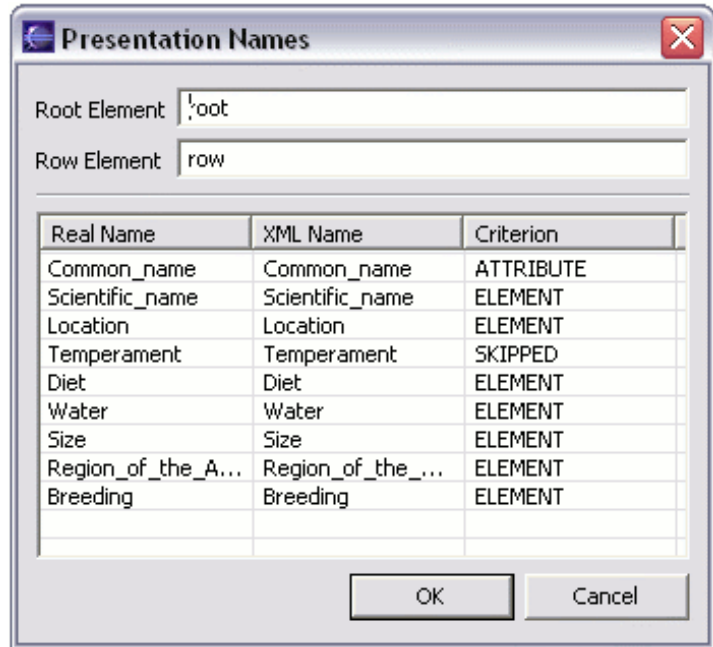 Presentation Names
Root Element root
Row Element row
Real Name XML Name Criterion
Common_name Common_name ATTRIBUTE
Scientific_name Scientific_name ELEMENT
Location Location ELEMENT
Temperament Temperament SKIPPED
Diet Diet ELEMENT
Water Water ELEMENT
Size Size ELEMENT
Region_of_the_A... Region_of_the_... ELEMENT
Breeding Breeding ELEMENT
OK Cancel